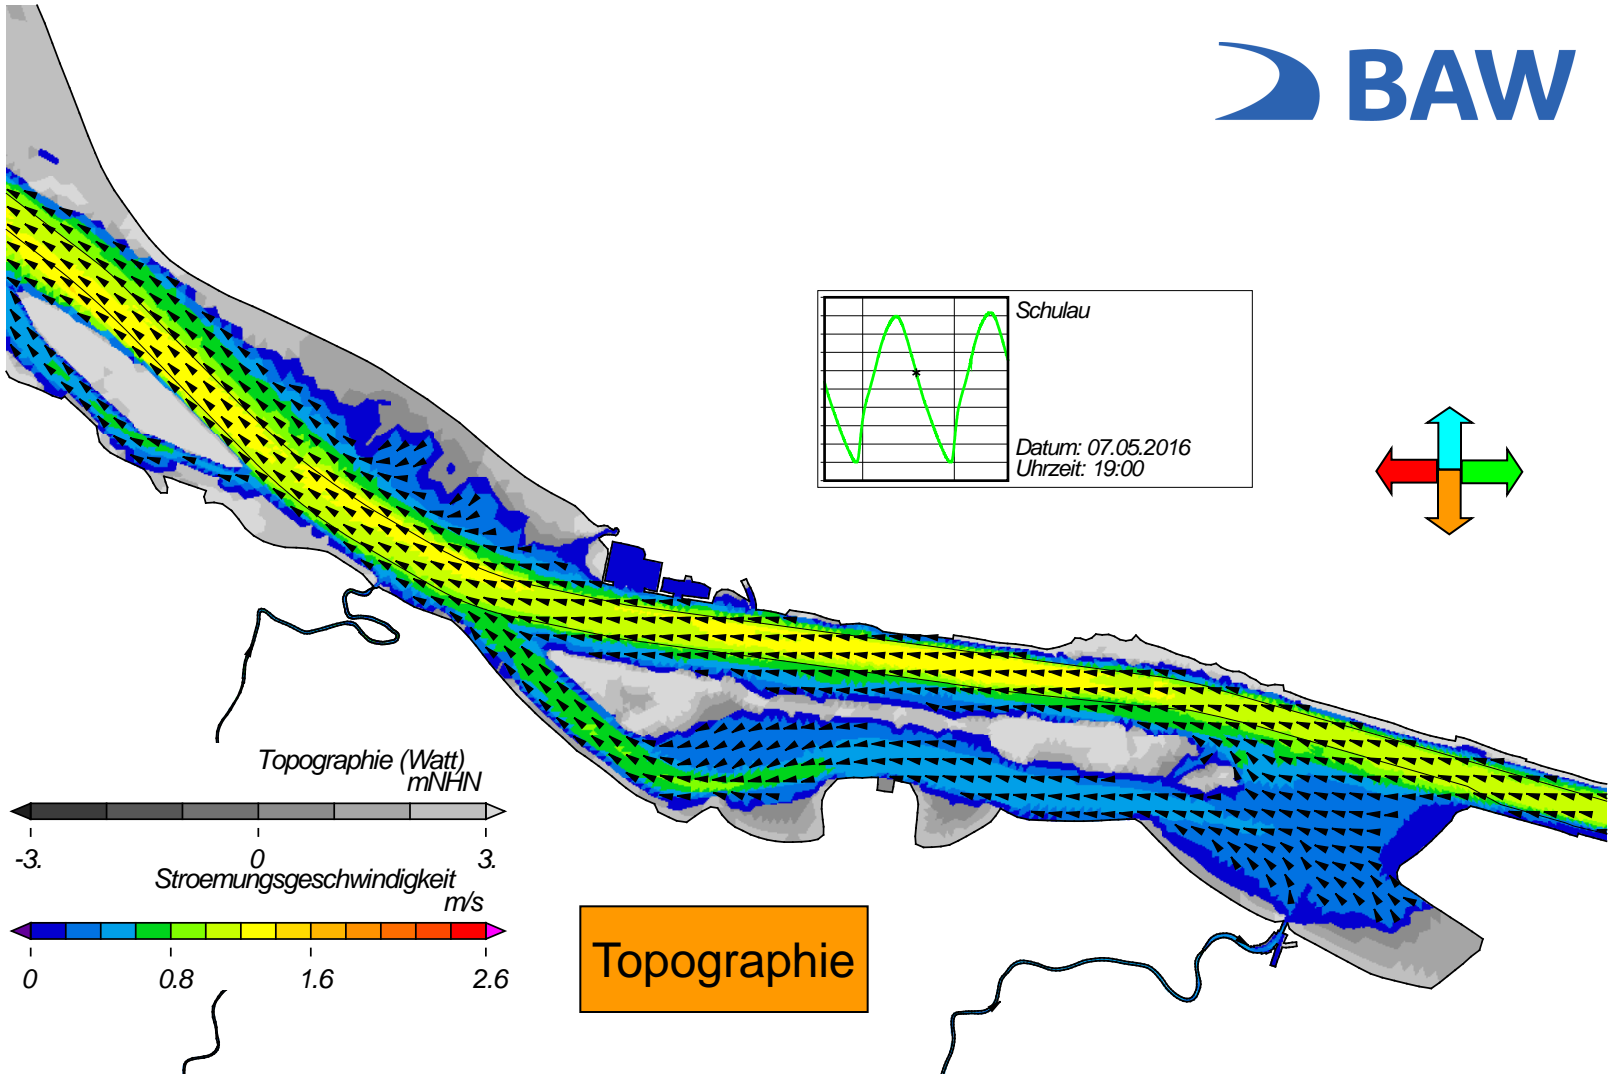 BAW
Schulau
Datum: 07.05.2016
Uhrzeit: 19:00
Topographie (Watt)
mNHN
-3. 0 3.
Stroemungsgeschwindigkeit
m/s
0 0.8 1.6 2.6
Topographie